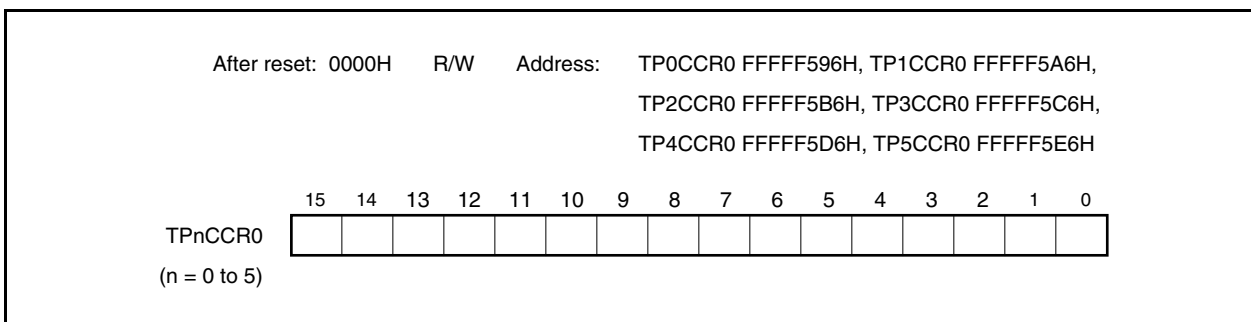 After reset: 0000H R/W Address: TP0CCR0 FFFFF596H, TP1CCR0 FFFFF5A6H,
TP2CCR0 FFFFF5B6H, TP3CCR0 FFFFF5C6H,
TP4CCR0 FFFFF5D6H, TP5CCR0 FFFFF5E6H
15 14 13 12 11 10 9 8 7 6 5 4 3 2 1 0
TPnCCR0
(n = 0 to 5)